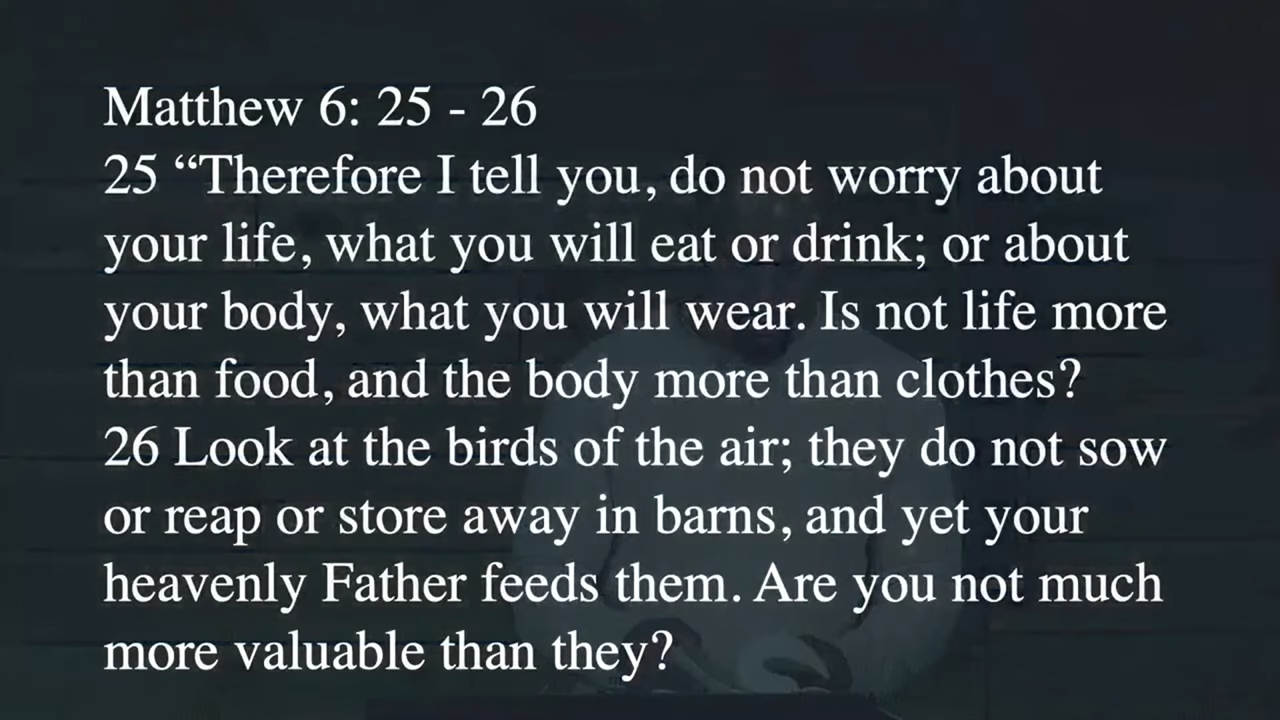 Matthew 6: 25 - 26
25 “Therefore I tell you, do not worry about
your life, what you will eat or drink; or about
your body, what you will wear. Is not life more
than food, and the body more than clothes?
26 Look at the birds of the air; they do not sow
or reap or store away in barns, and yet your
heavenly Father feeds them. Are you not much
more valuable than they?